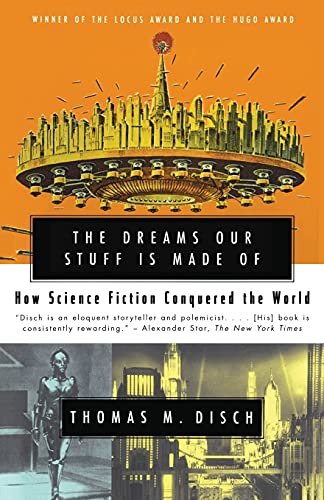 WINNER OF THE LOCUS AWARD AND THE HUGO AWARD
THE DREAMS OUR
STUFF IS MADE OF
How Science Fiction Conquered the World
"Disch is an eloquent storyteller and polemicist. . . . [His] book is
consistently rewarding." – Alexander Star, The New York Times
THOMAS M. DISCH